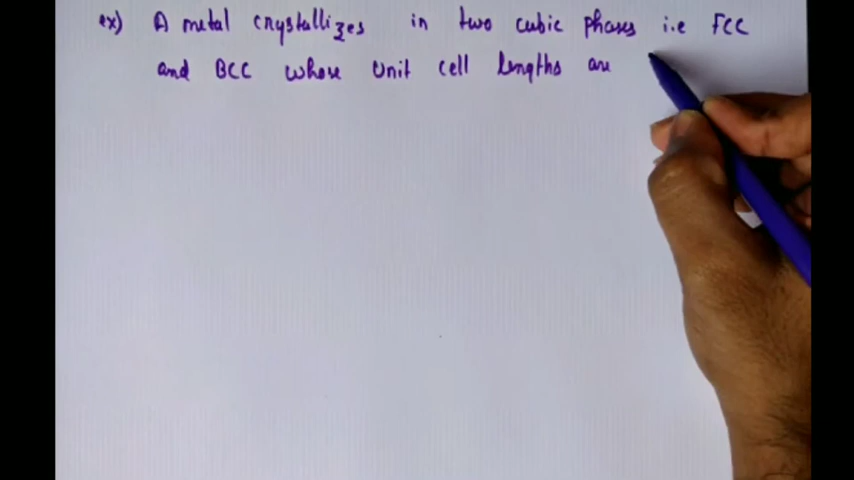 ex) A metal crystallizes in two cubic phases i.e FCC
and BCC whose unit cell lengths are